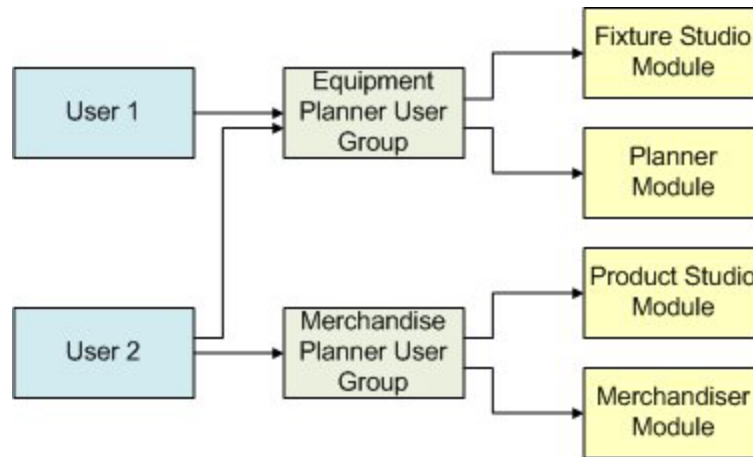 User 1
Equipment
Planner User
Group
Fixture Studio
Module
Planner
Module
User 2
Merchandise
Planner User
Group
Product Studio
Module
Merchandiser
Module